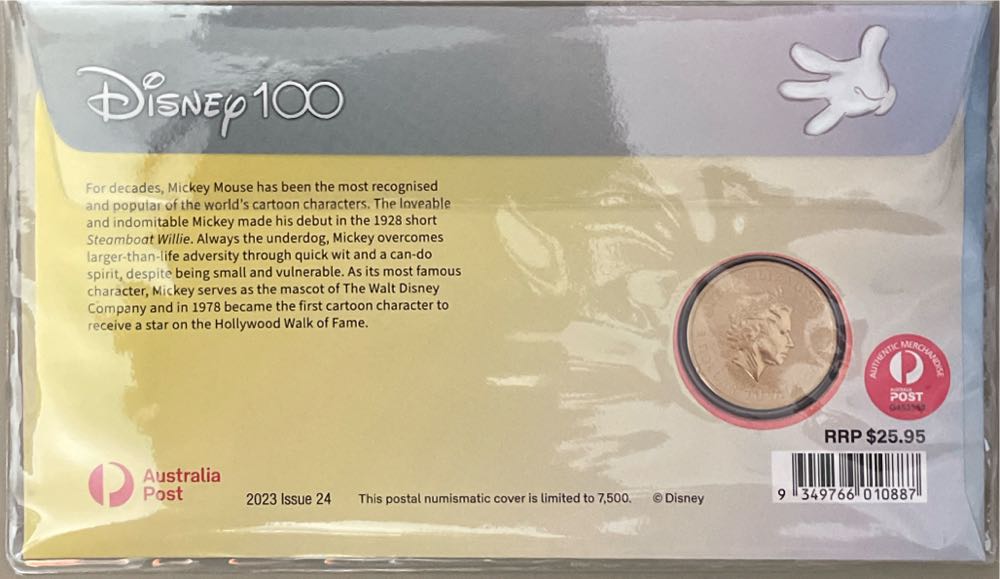 Disney 100
For decades, Mickey Mouse has been the most recognised
and popular of the world's cartoon characters. The loveable
and indomitable Mickey made his debut in the 1928 short
Steamboat Willie. Always the underdog, Mickey overcomes
larger-than-life adversity through quick wit and a can-do
spirit, despite being small and vulnerable. As its most famous
character, Mickey serves as the mascot of The Walt Disney
Company and in 1978 became the first cartoon character to
receive a star on the Hollywood Walk of Fame.
AUTHENTIC MERCHANDISE
AUSTRALIA
POST
RRP $25.95
9 349766 010887
Australia
Post
2023 Issue 24
This postal numismatic cover is limited to 7,500.
© Disney